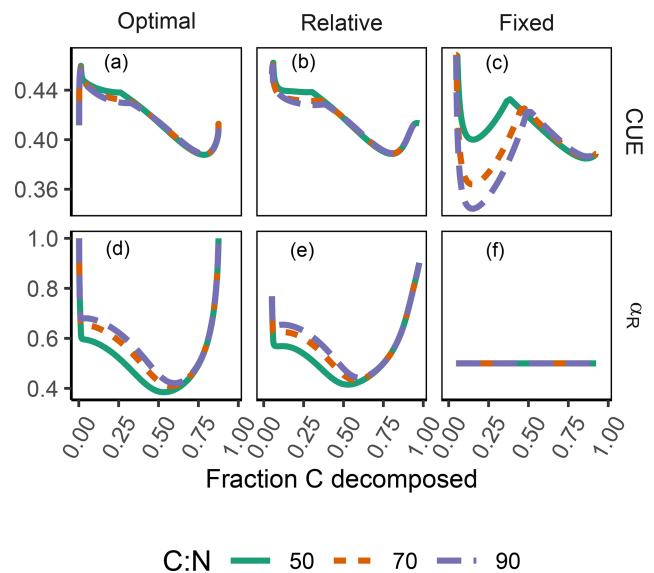 Optimal Relative Fixed
(a) (b) (c)
0.44
0.40
0.36
CUE
(d) (e) (f)
1.0
0.8
0.6
0.4
αR
0.00 0.25 0.50 0.75 1.00 0.00 0.25 0.50 0.75 1.00 0.00 0.25 0.50 0.75 1.00
Fraction C decomposed
C:N 50 70 90